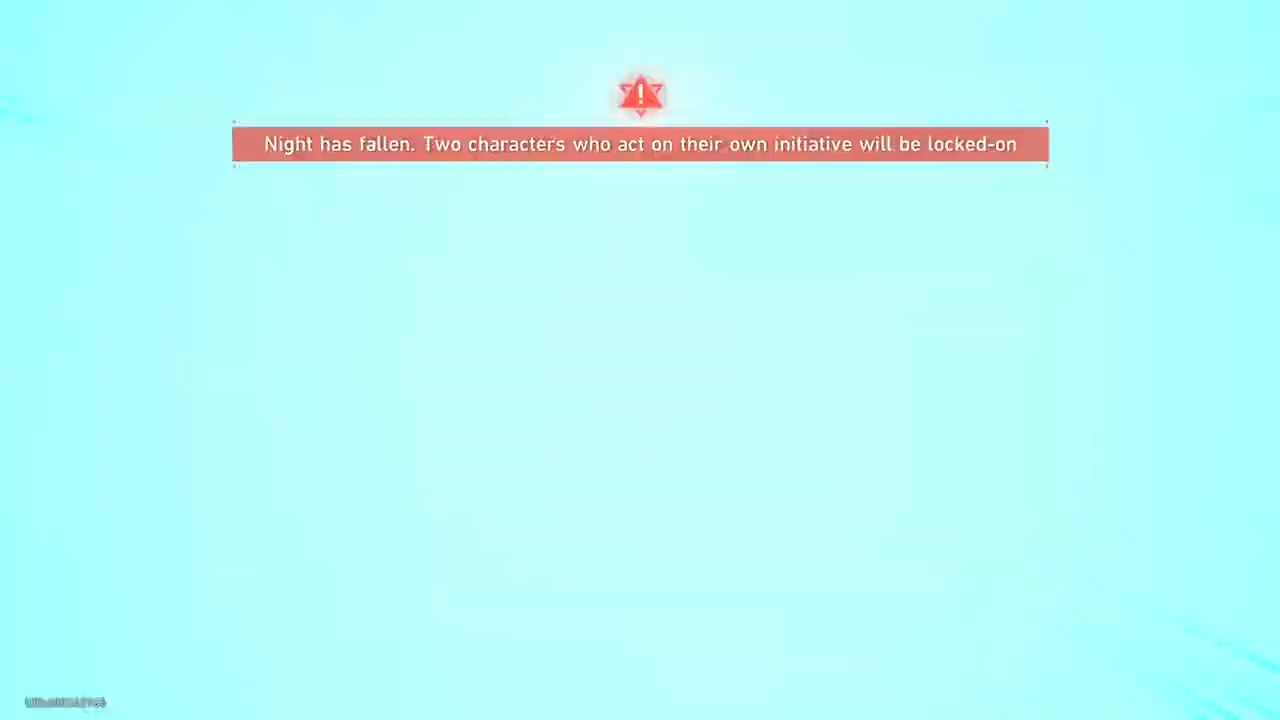 Night has fallen. Two characters who act on their own initiative will be locked-on